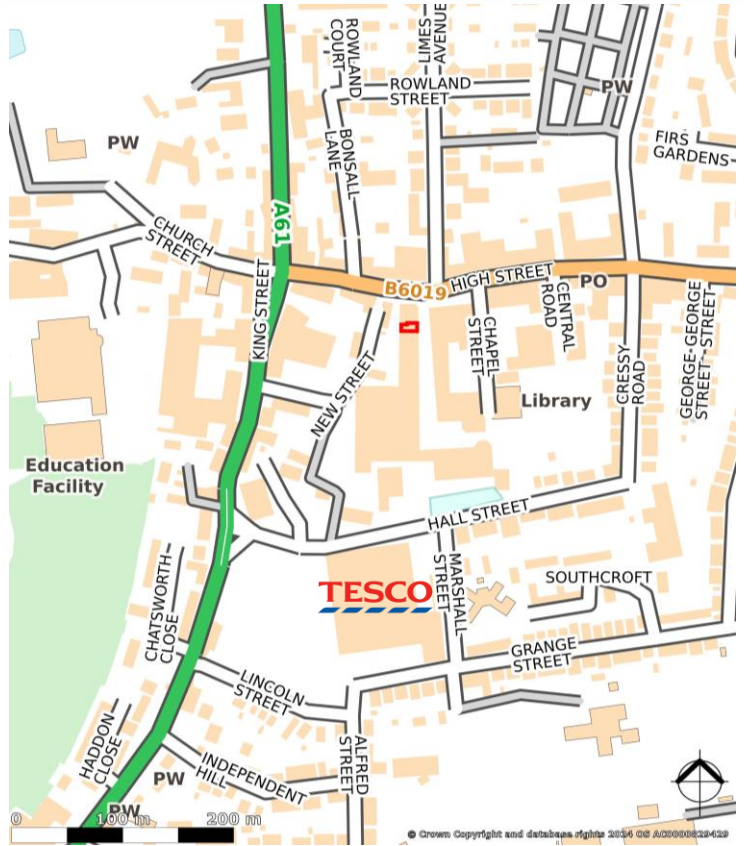 ROWLAND
COURT
LIMES
AVENUE
ROWLAND
STREET
PW
PW
BONSALL
LANE
FIRS
GARDENS
A61
CHURCH
STREET
KING STREET
B6019
HIGH STREET
PO
CENTRAL
ROAD
CHAPEL
STREET
CRESSY
ROAD
GEORGE-GEORGE
STREET-STREET
NEW STREET
Library
Education
Facility
HALL STREET
TESCO
MARSHALL
STREET
SOUTHCROFT
CHATSWORTH
CLOSE
GRANGE
STREET
LINCOLN
STREET
HADDON
CLOSE
INDEPENDENT
HILL
ALFRED
STREET
PW
PW
0 100 m 200 m
© Crown Copyright and database rights 2024 OS AC0000829429